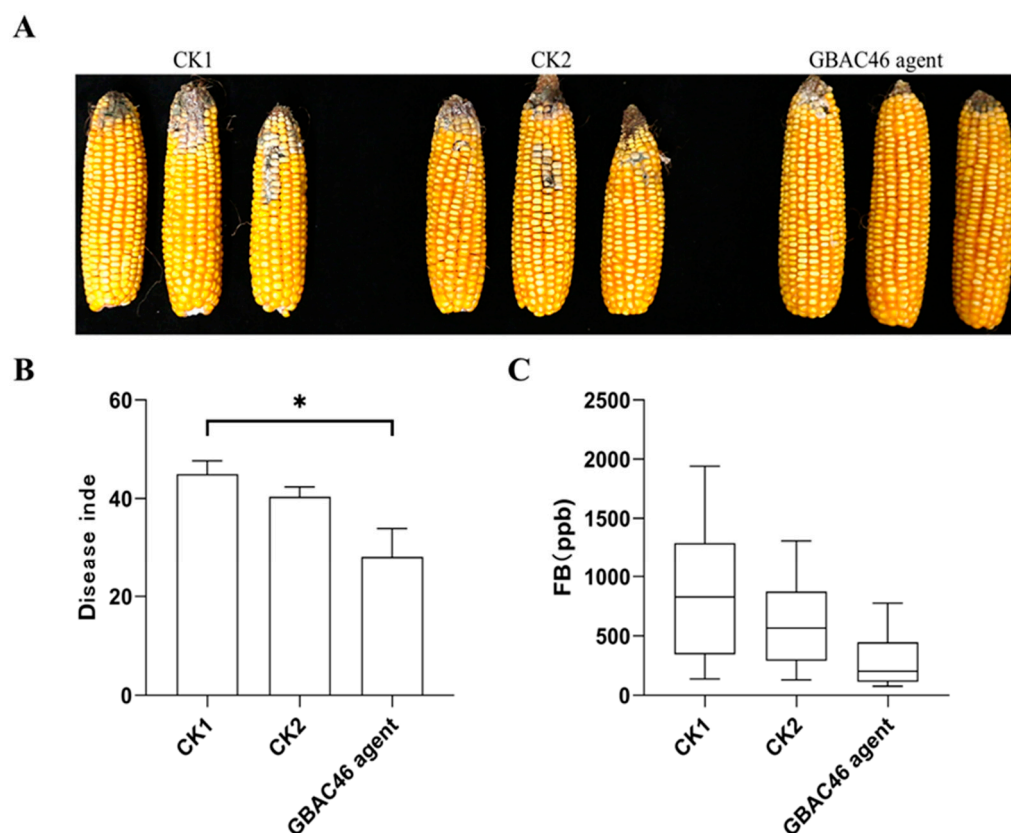 A
CK1 CK2 GBAC46 agent
B
60
40
20
0
Disease inde
*
CK1 CK2 GBAC46 agent
C
2500
2000
1500
1000
500
0
FB(ppb)
CK1 CK2 GBAC46 agent